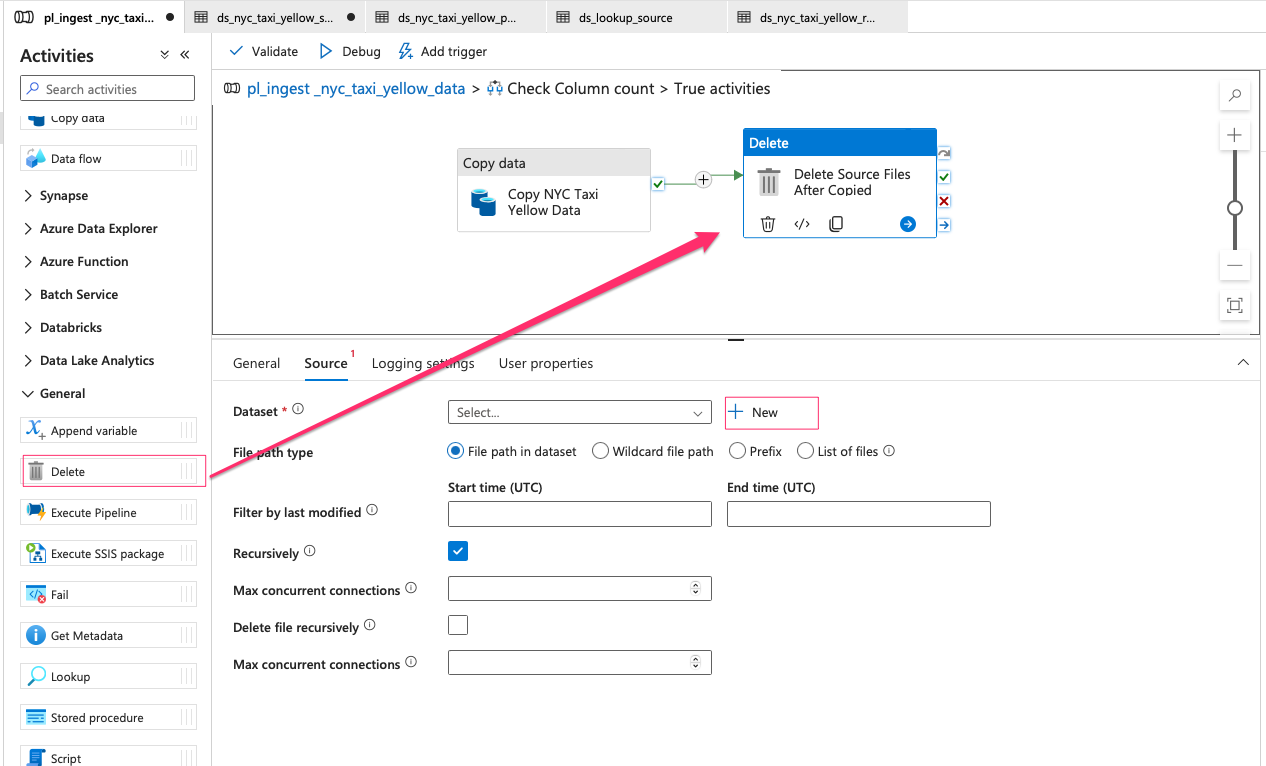 pl_ingest _nyc_taxi...
ds_nyc_taxi_yellow_s...
ds_nyc_taxi_yellow_p...
ds_lookup_source
ds_nyc_taxi_yellow_r...
Activities
Search activities
Copy data
Data flow
Synapse
Azure Data Explorer
Azure Function
Batch Service
Databricks
Data Lake Analytics
General
Append variable
Delete
Execute Pipeline
Execute SSIS package
Fail
Get Metadata
Lookup
Stored procedure
Script
Validate
Debug
Add trigger
pl_ingest _nyc_taxi_yellow_data > Check Column count > True activities
Copy data
Copy NYC Taxi
Yellow Data
Delete
Delete Source Files
After Copied
General
Source 1
Logging settings
User properties
Dataset *
Select...
New
File path type
File path in dataset
Wildcard file path
Prefix
List of files
Start time (UTC)
End time (UTC)
Filter by last modified
Recursively
Max concurrent connections
Delete file recursively
Max concurrent connections